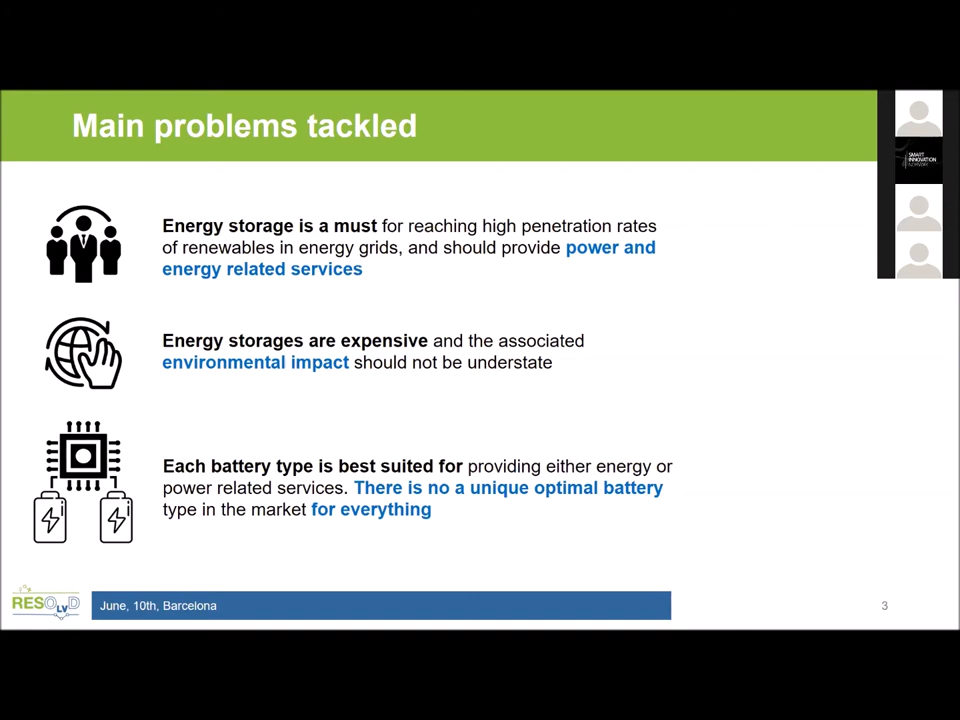 Main problems tackled
SMART
INNOVATION
Energy storage is a must for reaching high penetration rates
of renewables in energy grids, and should provide power and
energy related services
Energy storages are expensive and the associated
environmental impact should not be understate
Each battery type is best suited for providing either energy or
power related services. There is no a unique optimal battery
type in the market for everything
RESOLVD
June, 10th, Barcelona
3